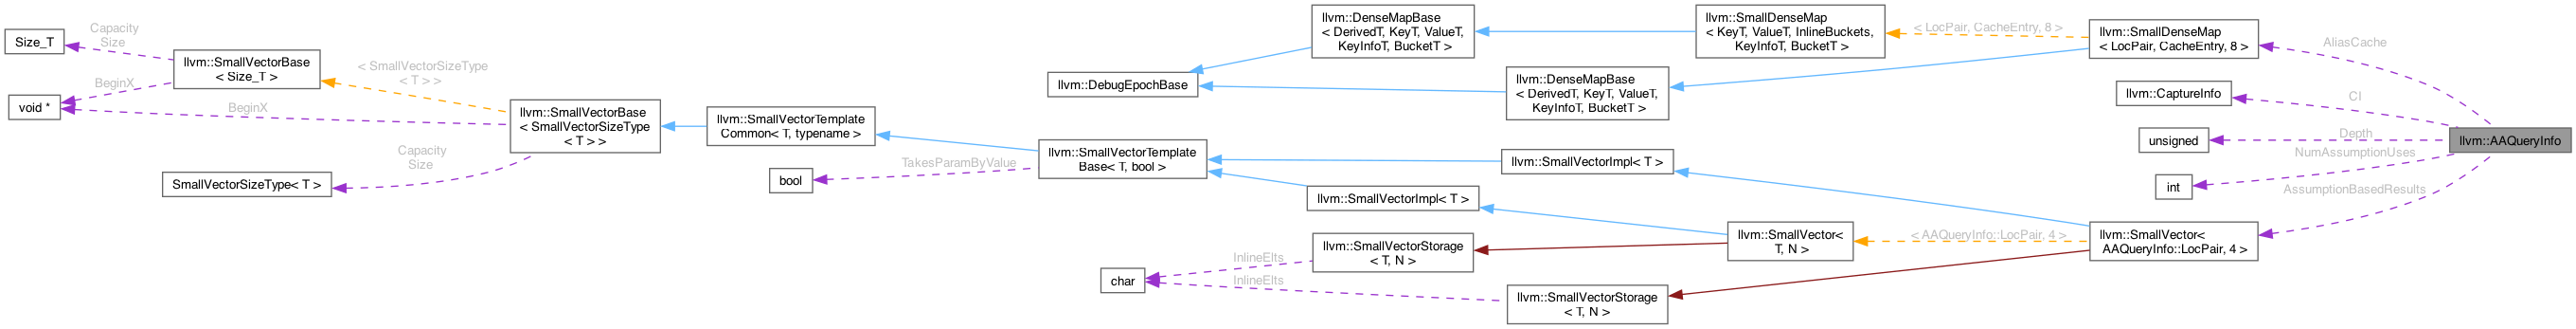 Size_T
Capacity
Size
llvm::SmallVectorBase
< Size_T >
void *
BeginX
BeginX
< SmallVectorSizeType
< T > >
llvm::SmallVectorBase
< SmallVectorSizeType
< T > >
Capacity
Size
SmallVectorSizeType< T >
llvm::SmallVectorTemplate
Common< T, typename >
bool
TakesParamByValue
llvm::SmallVectorTemplate
Base< T, bool >
llvm::DebugEpochBase
llvm::DenseMapBase
< DerivedT, KeyT, ValueT,
KeyInfoT, BucketT >
llvm::DenseMapBase
< DerivedT, KeyT, ValueT,
KeyInfoT, BucketT >
llvm::SmallDenseMap
< KeyT, ValueT, InlineBuckets,
KeyInfoT, BucketT >
< LocPair, CacheEntry, 8 >
llvm::SmallDenseMap
< LocPair, CacheEntry, 8 >
llvm::SmallVectorImpl< T >
llvm::SmallVectorImpl< T >
char
InlineElts
InlineElts
llvm::SmallVectorStorage
< T, N >
llvm::SmallVectorStorage
< T, N >
llvm::SmallVector<
T, N >
< AAQueryInfo::LocPair, 4 >
llvm::SmallVector<
AAQueryInfo::LocPair, 4 >
llvm::CaptureInfo
unsigned
int
AliasCache
CI
Depth
NumAssumptionUses
AssumptionBasedResults
llvm::AAQueryInfo